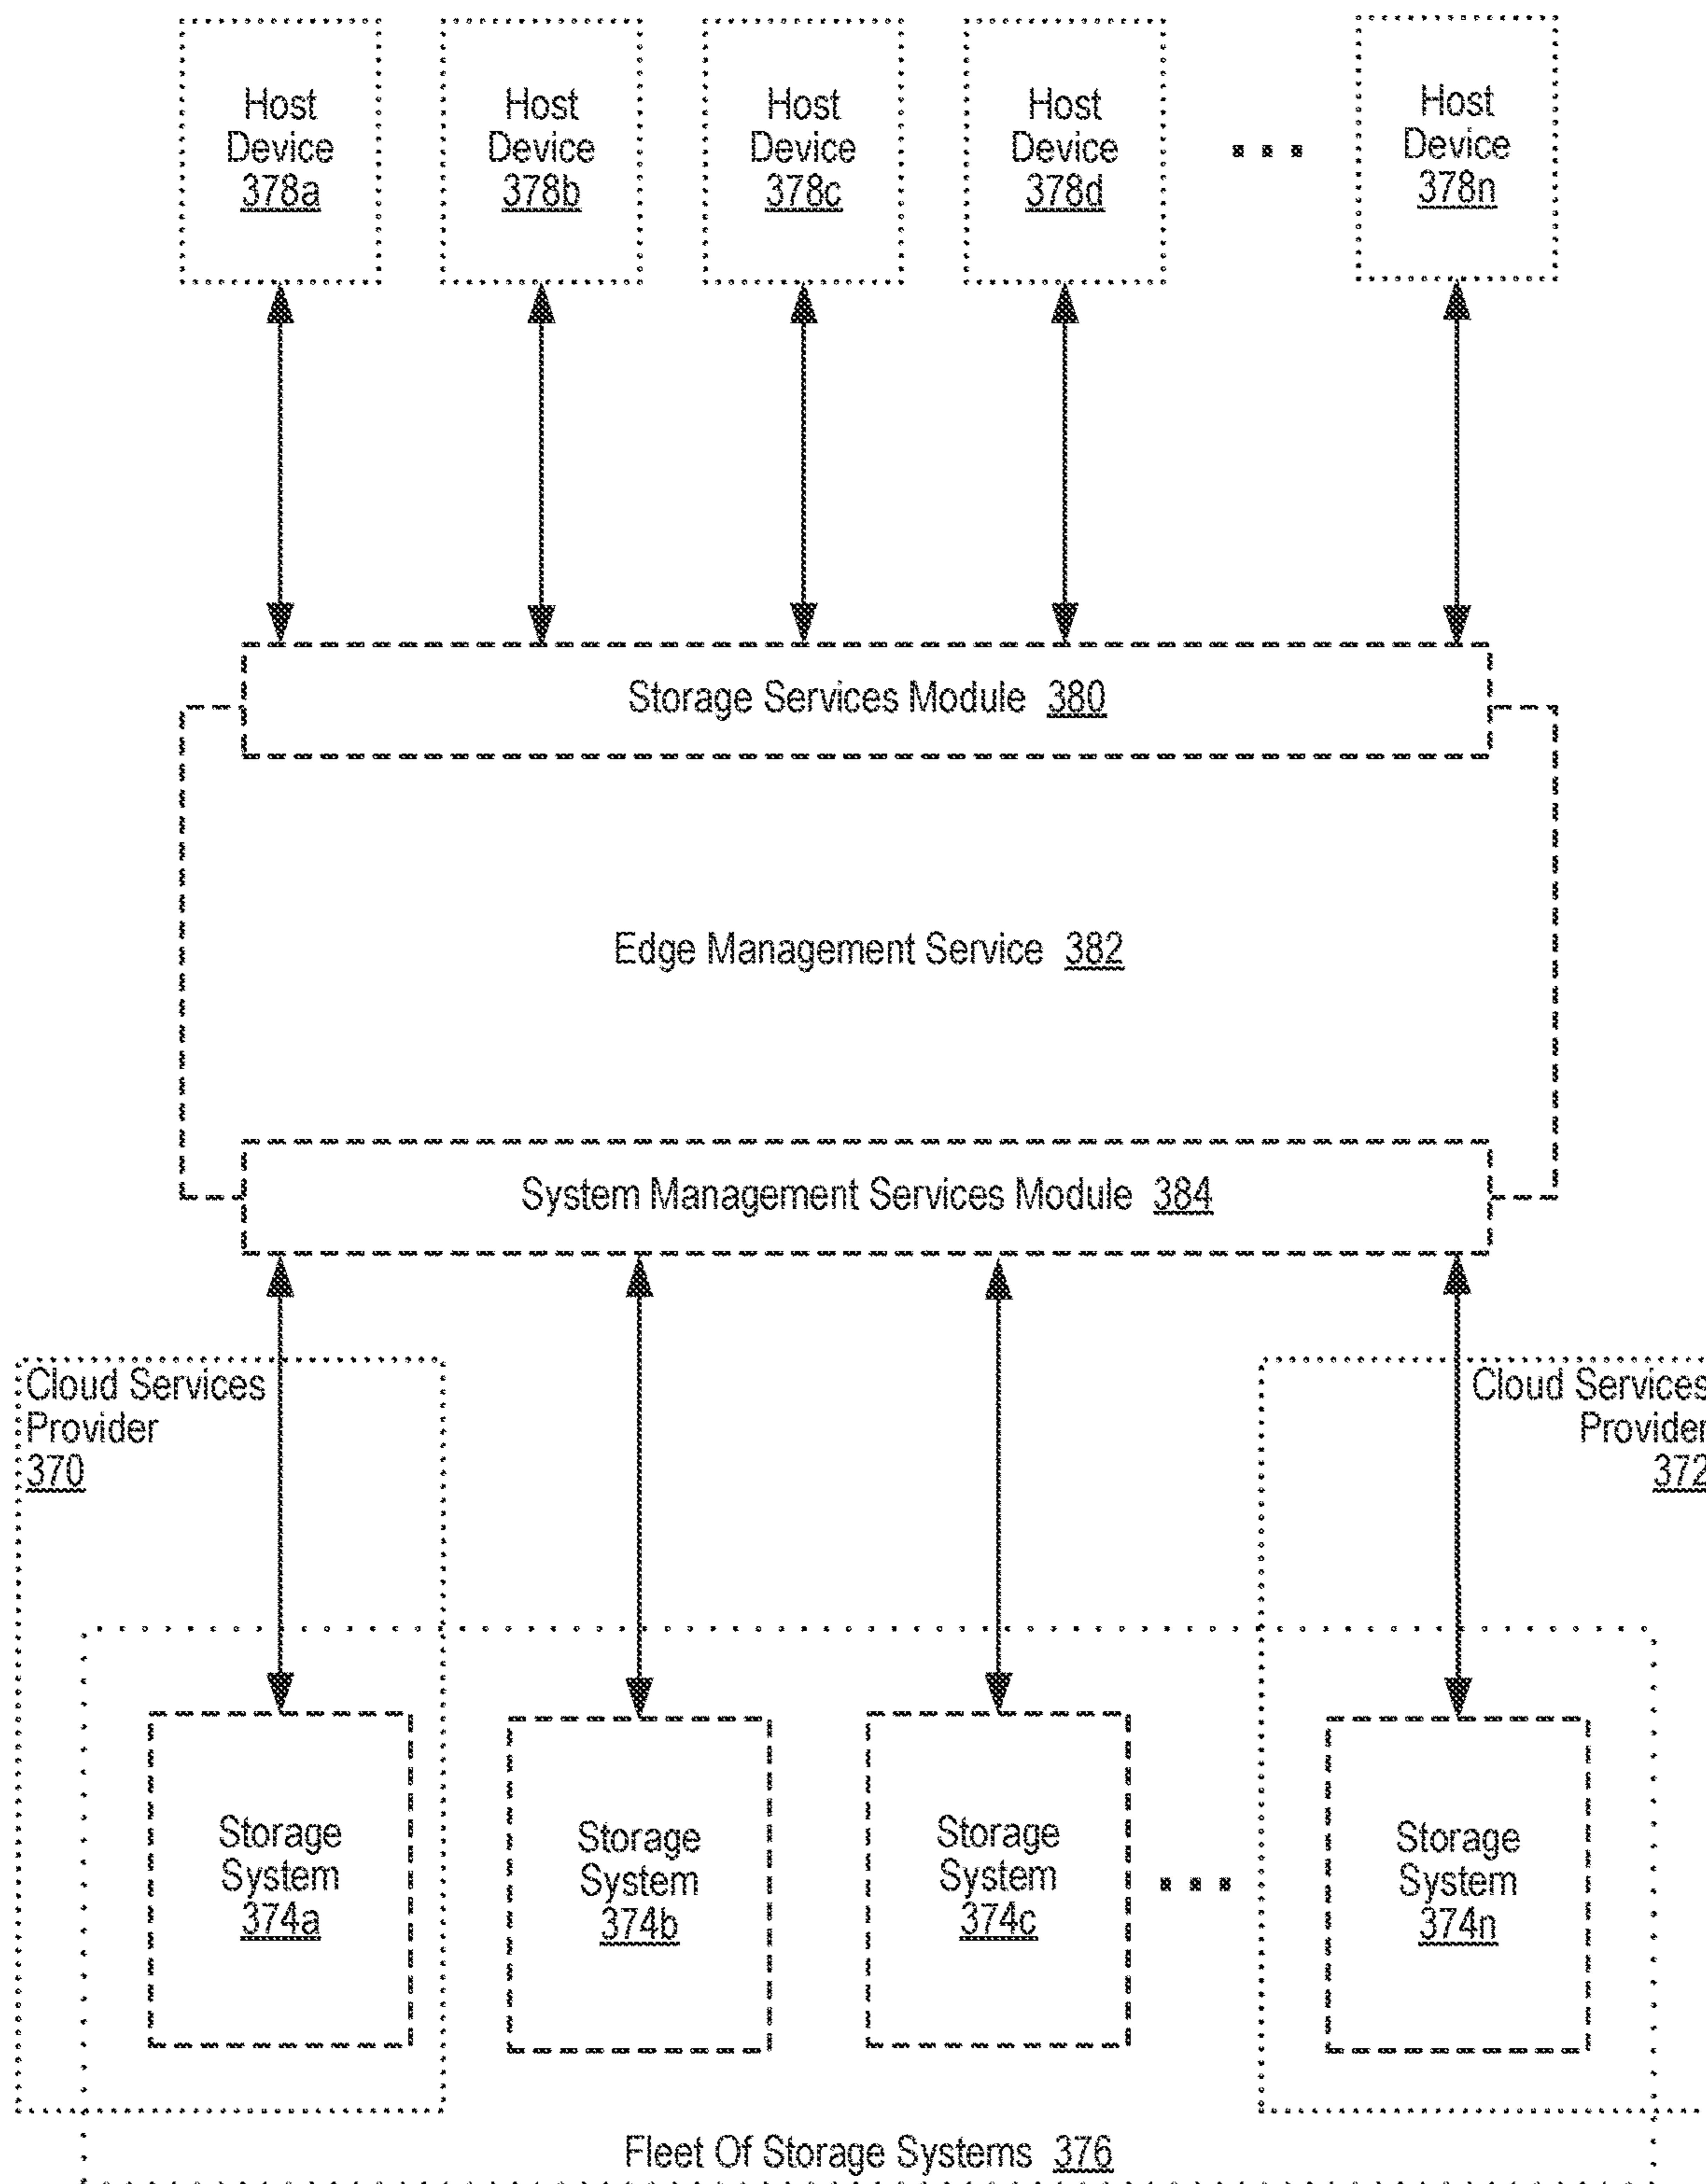 Host
Device
378a
Host
Device
378b
Host
Device
378c
Host
Device
378d
...
Host
Device
378n
Storage Services Module 380
Edge Management Service 382
System Management Services Module 384
Cloud Services
Provider
370
Cloud Services
Provider
372
Storage
System
374a
Storage
System
374b
Storage
System
374c
...
Storage
System
374n
Fleet Of Storage Systems 376